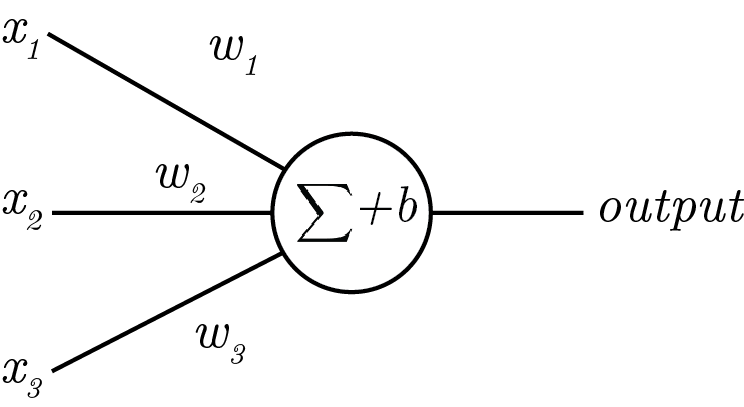 x₁
w₁
w₂
x₂
∑+b
output
w₃
x₃